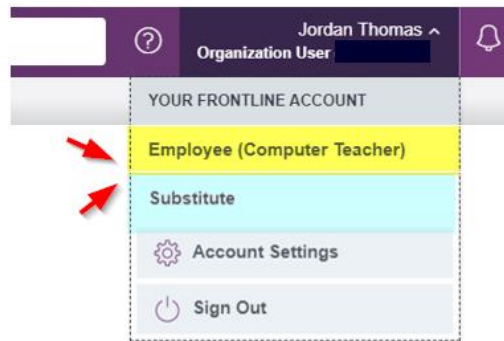 Jordan Thomas
Organization User
YOUR FRONTLINE ACCOUNT
Employee (Computer Teacher)
Substitute
Account Settings
Sign Out